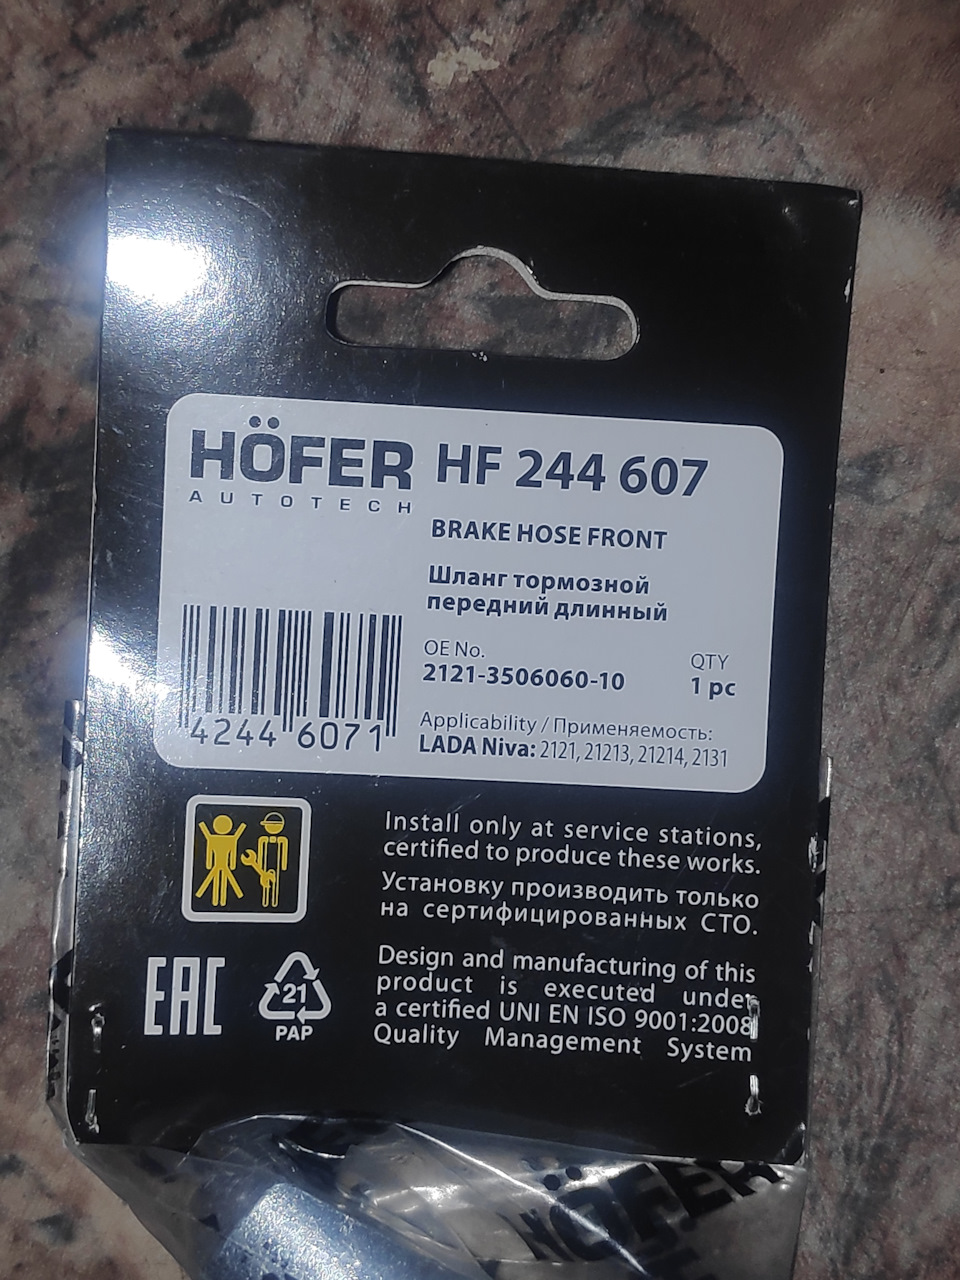 HÖFER
AUTOTECH
HF 244 607
BRAKE HOSE FRONT
Шланг тормозной
передний длинный
OE No.
2121-3506060-10
QTY
1 pc
Applicability / Применяемость:
LADA Niva: 2121, 21213, 21214, 2131
4244 6071
Install only at service stations,
certified to produce these works.
Установку производить только
на сертифицированных СТО.
EAC
21
PAP
Design and manufacturing of this
product is executed under
a certified UNI EN ISO 9001:2008
Quality Management System
HÖFER